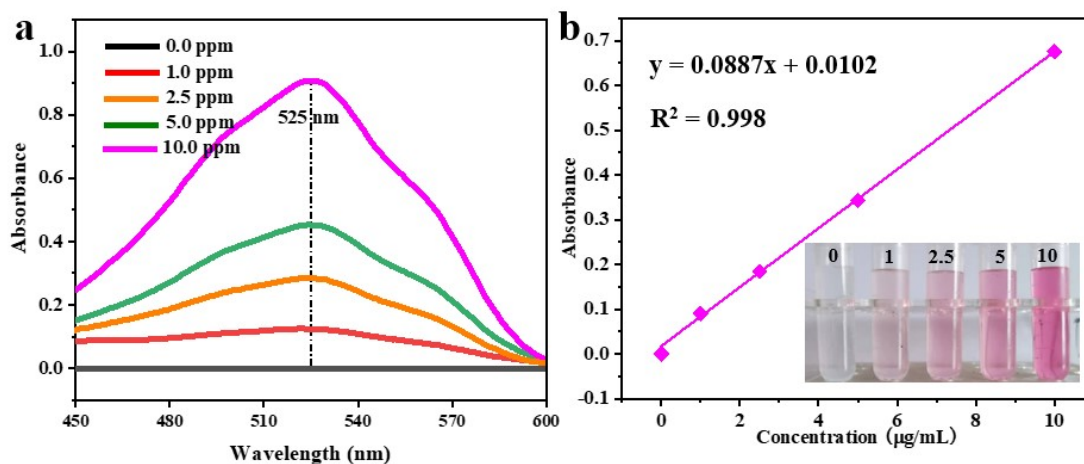 a
0.0 ppm
1.0 ppm
2.5 ppm
5.0 ppm
10.0 ppm
525 nm
1.0
0.8
0.6
0.4
0.2
0.0
Absorbance
450 480 510 540 570 600
Wavelength (nm)
b
y = 0.0887x + 0.0102
R² = 0.998
0.7
0.6
0.5
0.4
0.3
0.2
0.1
0.0
-0.1
Absorbance
0 1 2.5 5 10
0 2 4 6 8 10
Concentration (μg/mL)